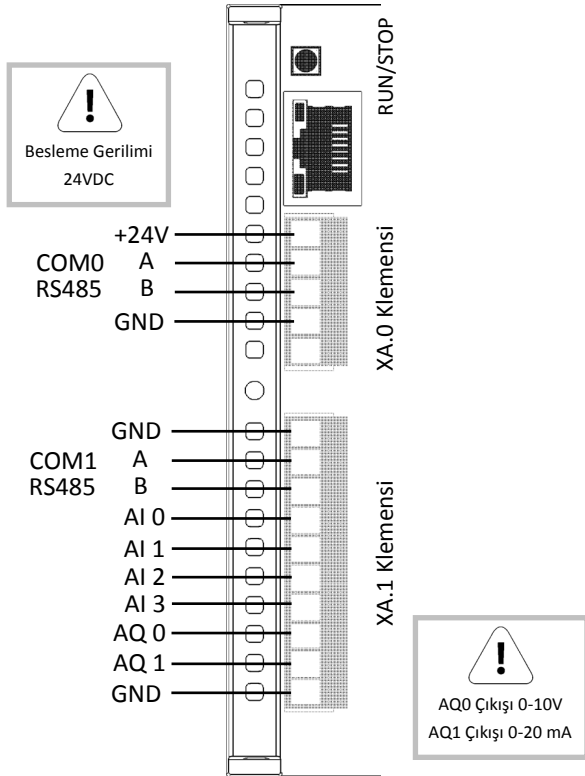 RUN/STOP
!
Besleme Gerilimi
24VDC
+24V
COM0 A
RS485 B
GND
XA.0 Klemensi
GND
COM1 A
RS485 B
AI 0
AI 1
AI 2
AI 3
AQ 0
AQ 1
GND
XA.1 Klemensi
!
AQ0 Çıkışı 0-10V
AQ1 Çıkışı 0-20 mA